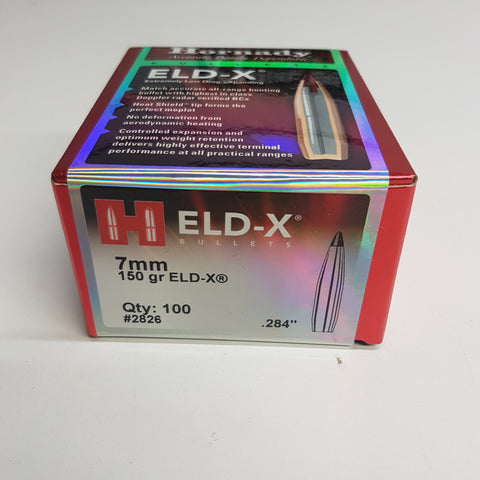 Hornady
Accurate. Deadly. Dependable.
BULLETS
ELD-X®
Extremely Low Drag-eXpanding
Match accurate all-range hunting
bullet with highest in class
Doppler radar verified BCs
Heat Shield® tip forms the
perfect meplat
No deformation from
aerodynamic heating
Controlled expansion and
optimum weight retention
delivers highly effective terminal
performance at all practical ranges
H ELD-X®
BULLETS
7mm
150 gr ELD-X®
Qty: 100
#2826
.284"